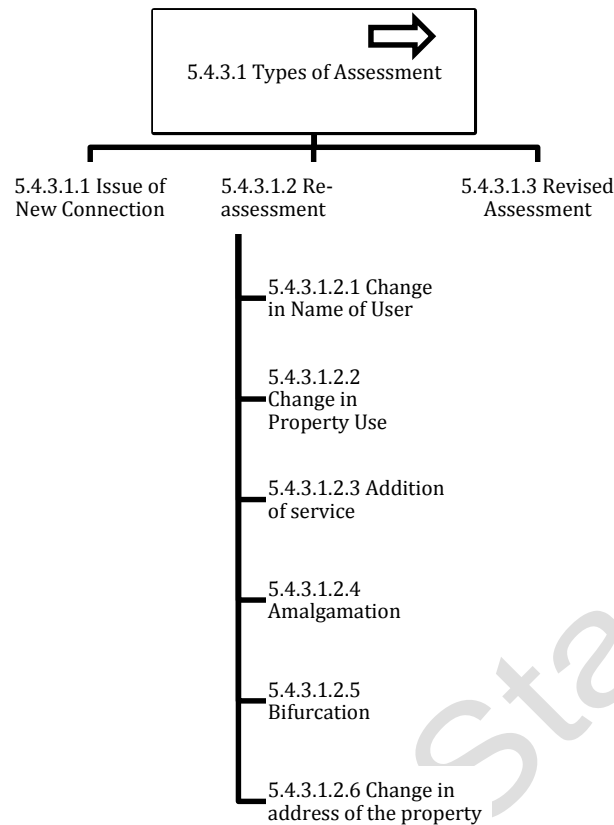 5.4.3.1 Types of Assessment
5.4.3.1.1 Issue of
New Connection
5.4.3.1.2 Re-
assessment
5.4.3.1.3 Revised
Assessment
5.4.3.1.2.1 Change
in Name of User
5.4.3.1.2.2
Change in
Property Use
5.4.3.1.2.3 Addition
of service
5.4.3.1.2.4
Amalgamation
5.4.3.1.2.5
Bifurcation
5.4.3.1.2.6 Change in
address of the property
Sta